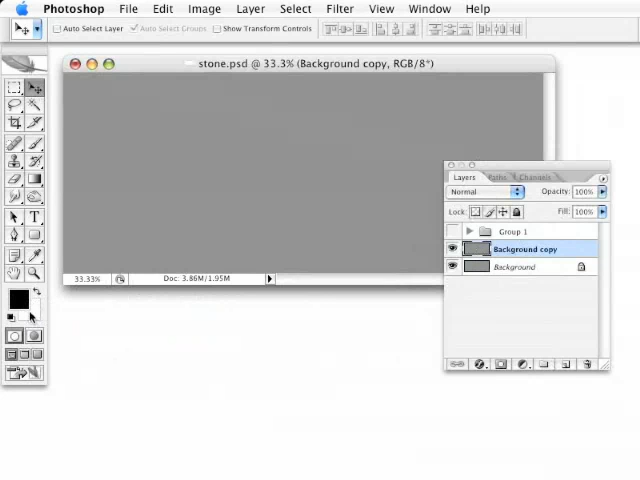 Photoshop File Edit Image Layer Select Filter View Window Help
Auto Select Layer Auto Select Groups Show Transform Controls
stone.psd @ 33.3% (Background copy, RGB/8*)
Layers Paths Channels
Normal Opacity: 100%
Lock: Fill: 100%
Group 1
Background copy
Background
33.33% Doc: 3.86M/1.95M
T